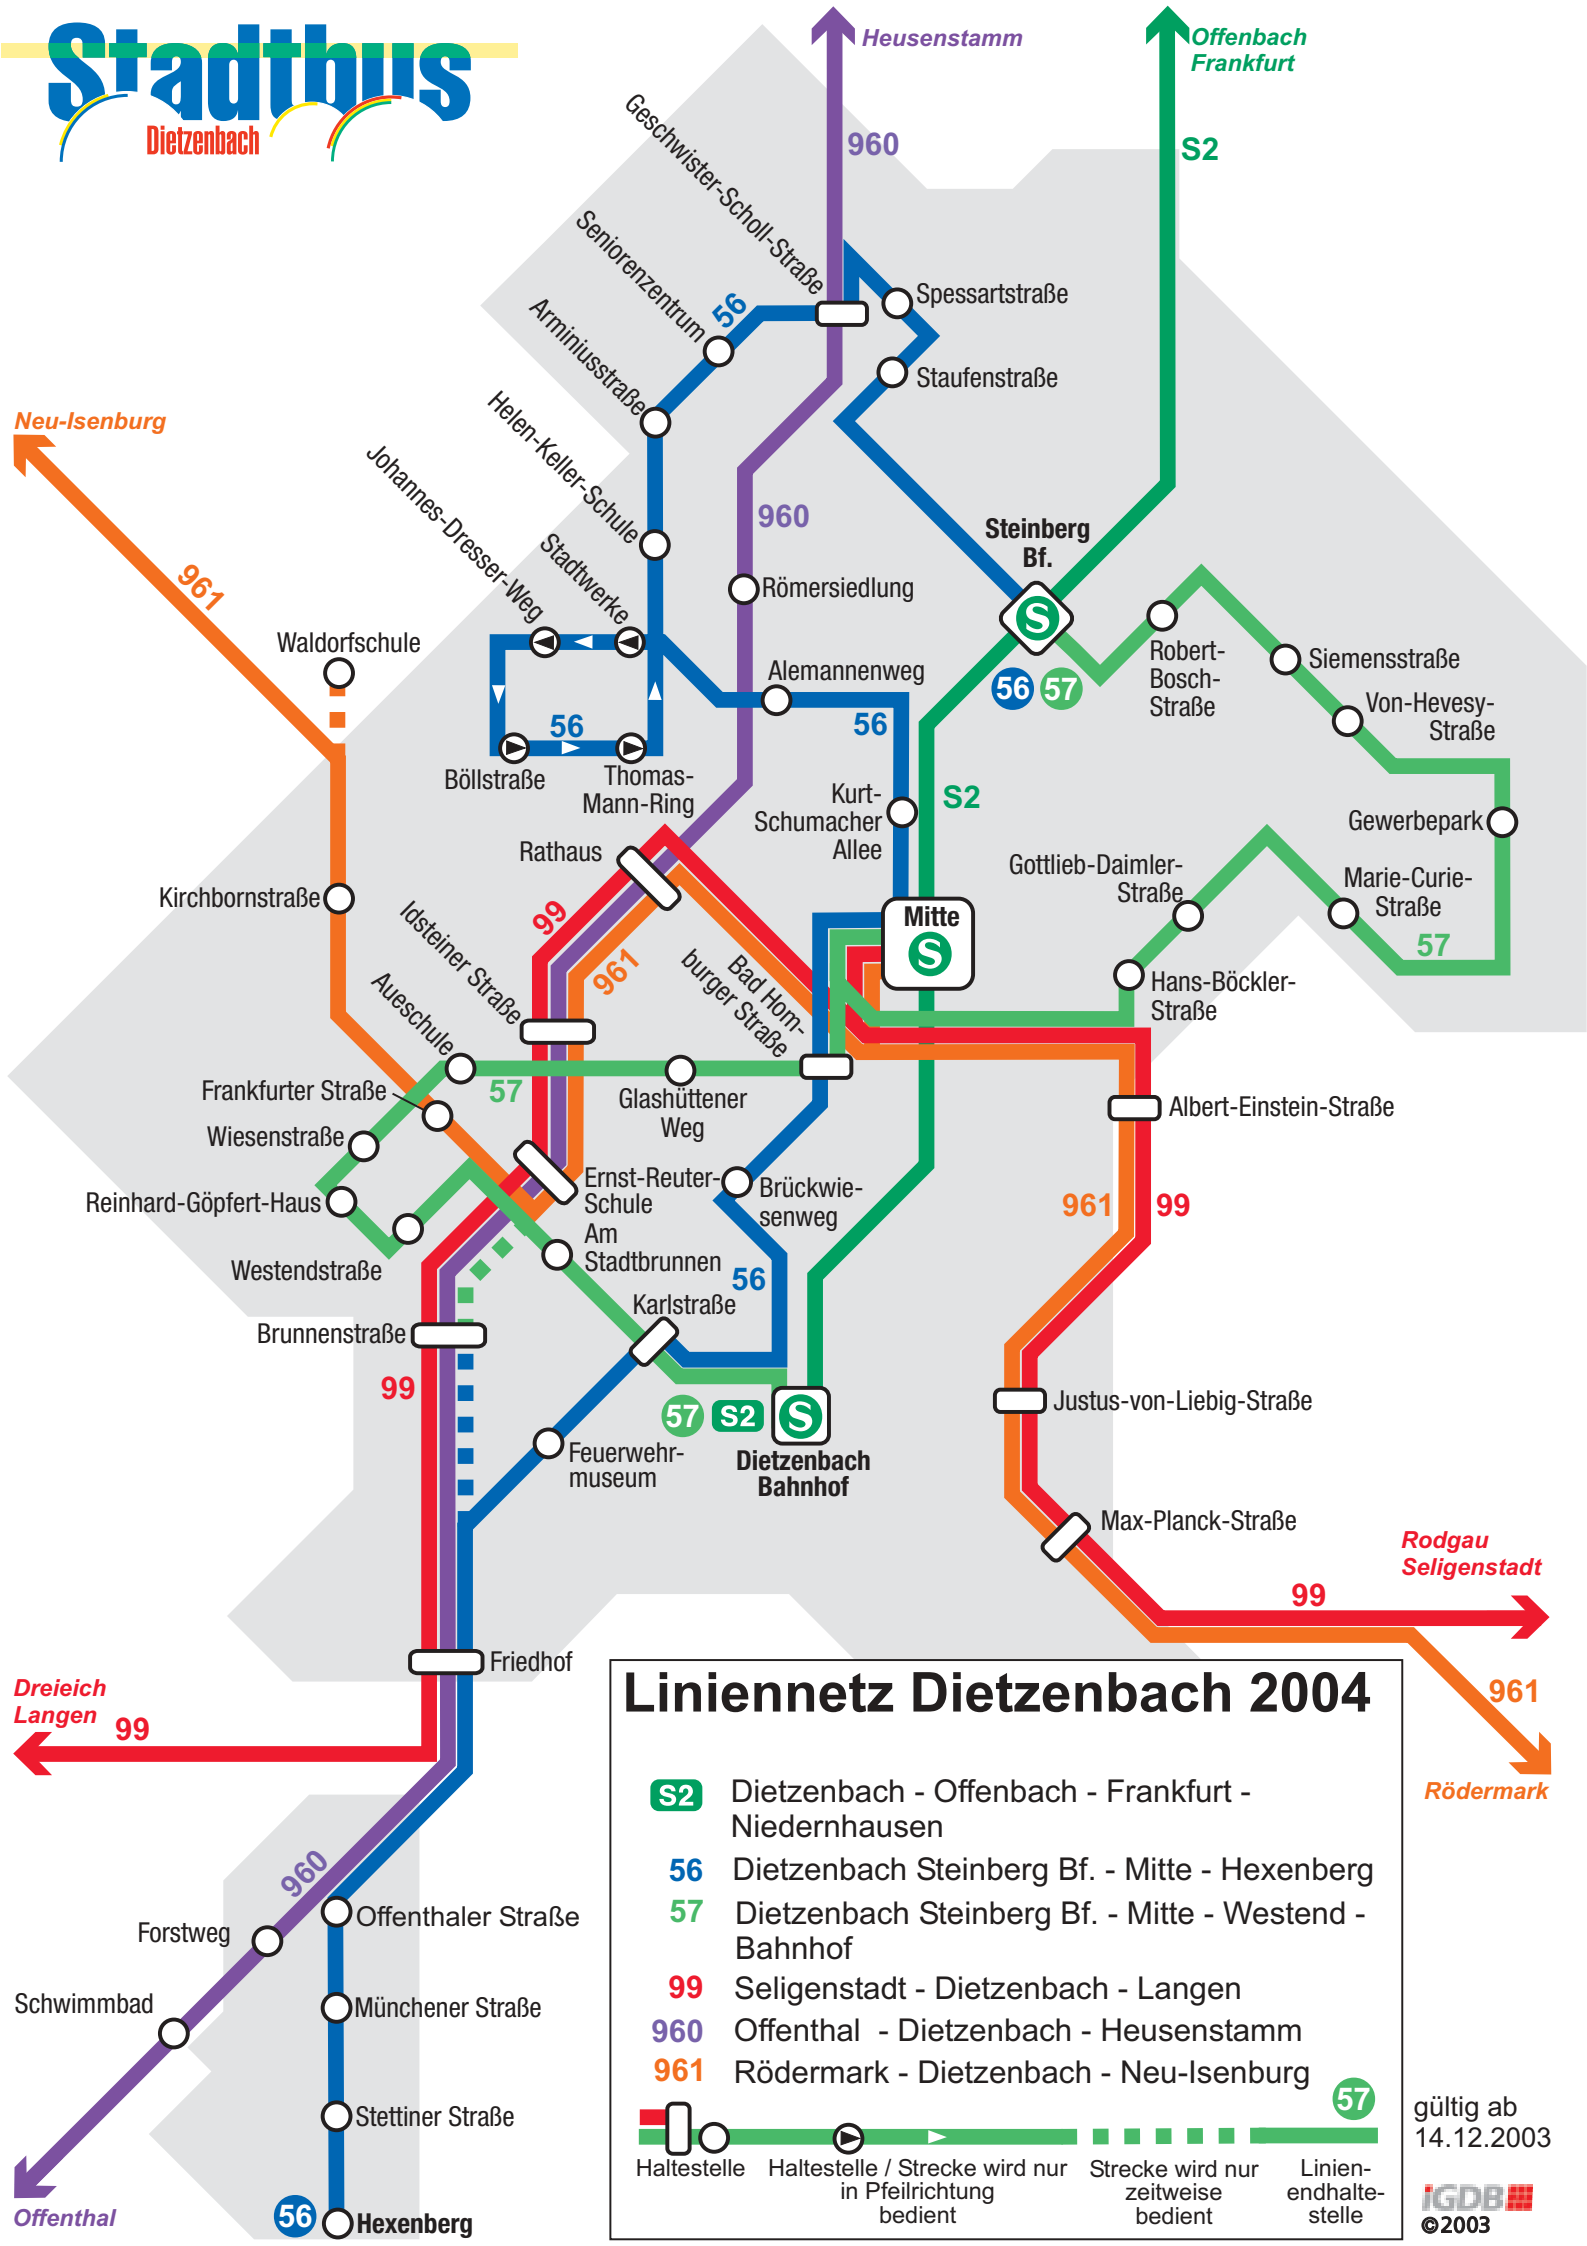 Stadtbus
Dietzenbach
Heusenstamm
Offenbach
Frankfurt
960
S2
Geschwister-Scholl-Straße
Seniorenzentrum
56
Spessartstraße
Arminiusstraße
Staufenstraße
Helen-Keller-Schule
Neu-Isenburg
Johannes-Dresser-Weg
Stadtwerke
960
Steinberg
Bf.
S
961
Römersiedlung
Waldorfschule
Alemannenweg
56
57
Robert-
Bosch-
Straße
Siemensstraße
Von-Hevesy-
Straße
56
56
Böllstraße
Thomas-
Mann-Ring
Kurt-
Schumacher
Allee
S2
Gewerbepark
Rathaus
Gottlieb-Daimler-
Straße
Marie-Curie-
Straße
Kirchbornstraße
Idsteiner Straße
99
961
Mitte
S
57
Bad Hom-
burger Straße
Hans-Böckler-
Straße
Aueschule
57
Frankfurter Straße
Glashüttener
Weg
Albert-Einstein-Straße
Wiesenstraße
Ernst-Reuter-
Schule
Brückwie-
senweg
961
99
Reinhard-Göpfert-Haus
Am
Stadtbrunnen
Westendstraße
56
Karlstraße
Brunnenstraße
99
57
S2
S
Justus-von-Liebig-Straße
Feuerwehr-
museum
Dietzenbach
Bahnhof
Max-Planck-Straße
Rodgau
Seligenstadt
99
Friedhof
Dreieich
Langen
99
961
Rödermark
960
Offenthaler Straße
Forstweg
Schwimmbad
Münchener Straße
Stettiner Straße
Offenthal
56
Hexenberg
Liniennetz Dietzenbach 2004
S2 Dietzenbach - Offenbach - Frankfurt -
Niedernhausen
56 Dietzenbach Steinberg Bf. - Mitte - Hexenberg
57 Dietzenbach Steinberg Bf. - Mitte - Westend -
Bahnhof
99 Seligenstadt - Dietzenbach - Langen
960 Offenthal - Dietzenbach - Heusenstamm
961 Rödermark - Dietzenbach - Neu-Isenburg
57
Haltestelle
Haltestelle / Strecke wird nur
in Pfeilrichtung
bedient
Strecke wird nur
zeitweise
bedient
Linien-
endhalte-
stelle
gültig ab
14.12.2003
iGDB
©2003